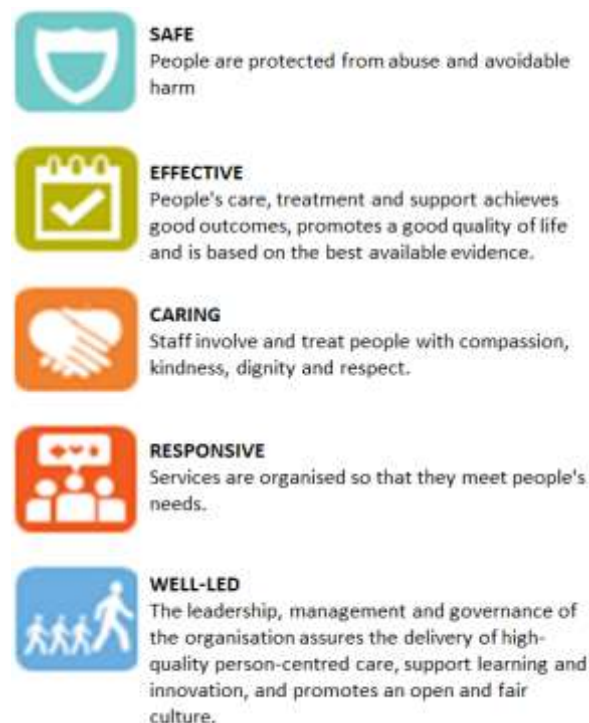 SAFE
People are protected from abuse and avoidable
harm
EFFECTIVE
People's care, treatment and support achieves
good outcomes, promotes a good quality of life
and is based on the best available evidence.
CARING
Staff involve and treat people with compassion,
kindness, dignity and respect.
RESPONSIVE
Services are organised so that they meet people's
needs.
WELL-LED
The leadership, management and governance of
the organisation assures the delivery of high-
quality person-centred care, support learning and
innovation, and promotes an open and fair
culture.